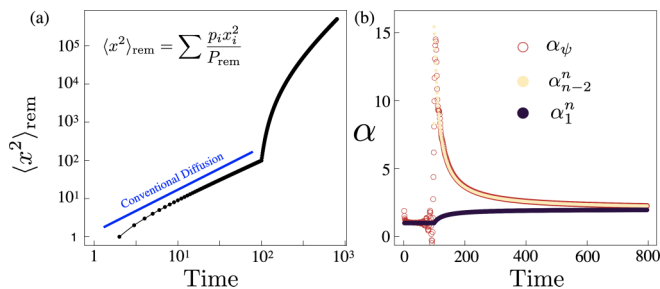 (a)
⟨x²⟩rem = ∑ pᵢxᵢ² / Prem
Conventional Diffusion
⟨x²⟩rem
10⁵
10⁴
10³
10²
10¹
1
1 10¹ 10² 10³
Time
(b)
αψ
αⁿₙ₋₂
αⁿ₁
α
15
10
5
0
0 200 400 600 800
Time